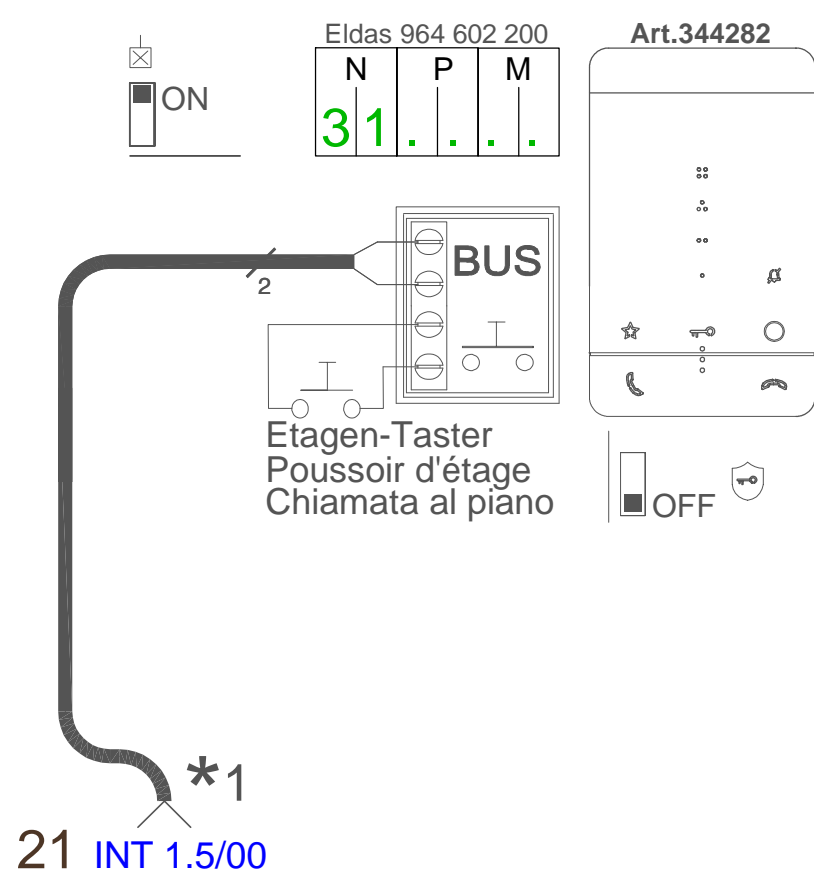 Eldas 964 602 200
Art.344282
ON
N P M
31. . . .
BUS
2
Etagen-Taster
Poussoir d'étage
Chiamata al piano
OFF
*1
21 INT 1.5/00